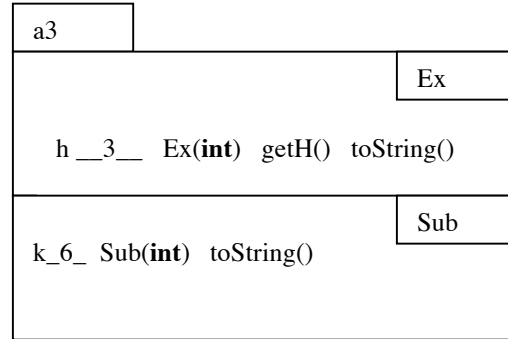 a3
Ex
h __3__ Ex(int) getH() toString()
Sub
k_6_ Sub(int) toString()